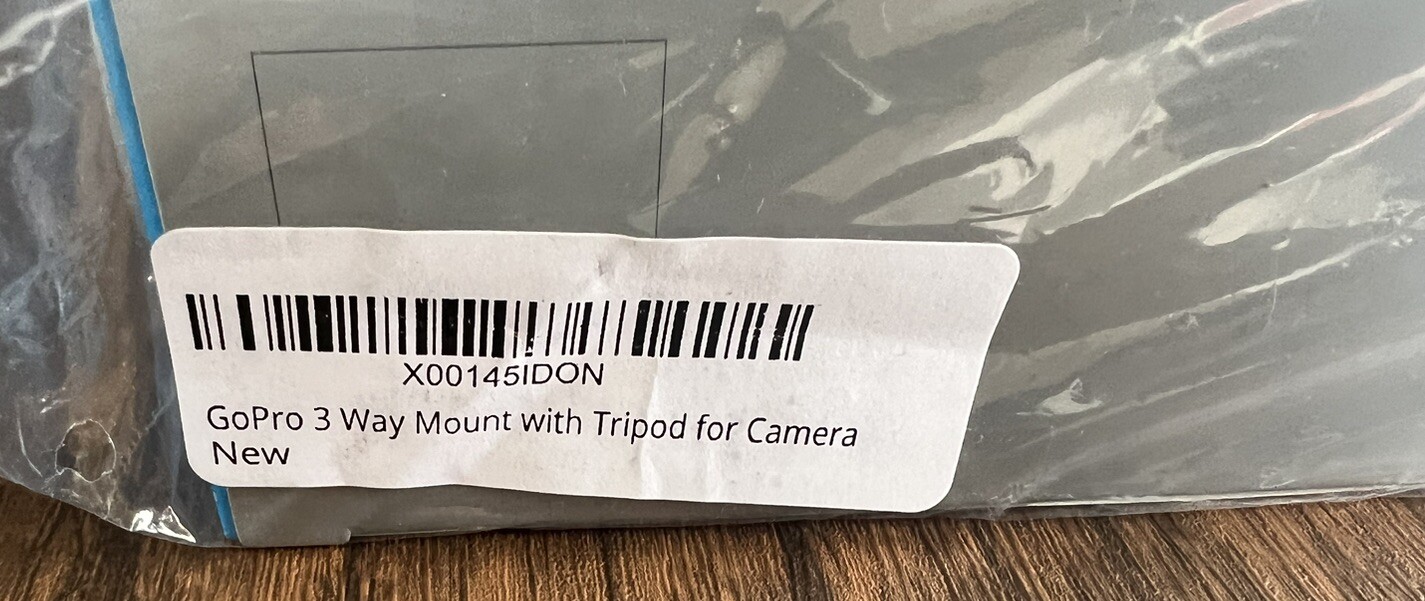 X00145IDON
GoPro 3 Way Mount with Tripod for Camera
New